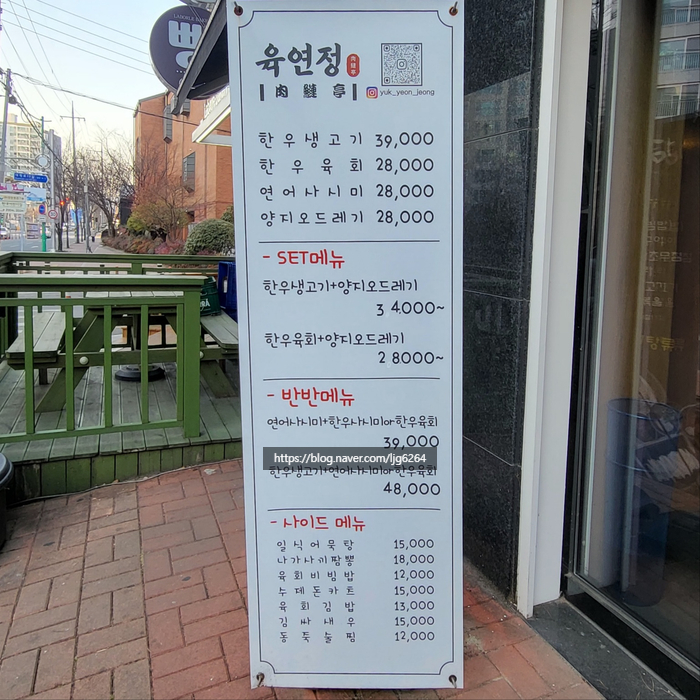 육연정
肉 鏈 亭
yuk_yeon_jeong
한우생고기 39,000
한우육회 28,000
연어사시미 28,000
양지오드레기 28,000
- SET메뉴
한우생고기+양지오드레기
3 4.000~
한우육회+양지오드레기
2 8000~
- 반반메뉴
연어사시미+한우사시미or한우육회
39,000
https://blog.naver.com/ljg6264
한우생고기+연어사시미or한우육회
48,000
- 사이드 메뉴
일식어묵탕 15,000
나가사끼짬뽕 18,000
육회비빔밥 12,000
수제돈카트 15,000
육회김밥 13,000
김싸새우 15,000
동죽술찜 12,000